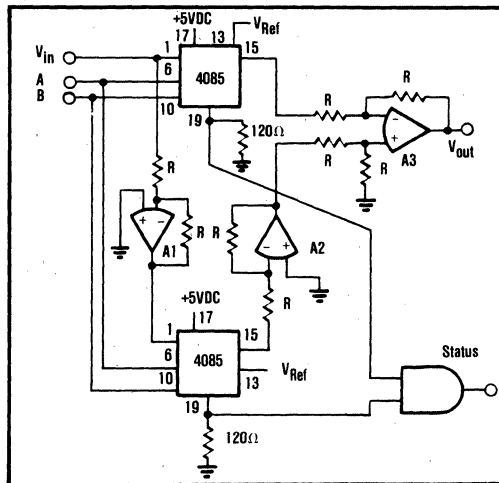 +5VDC
V_Ref
17
13
V_in
1
15
A
6
4085
B
10
19
120Ω
R
R
R
R
A3
V_out
R
A1
R
R
A2
R
+5VDC
17
1
15
6
4085
10
13
V_Ref
19
120Ω
Status